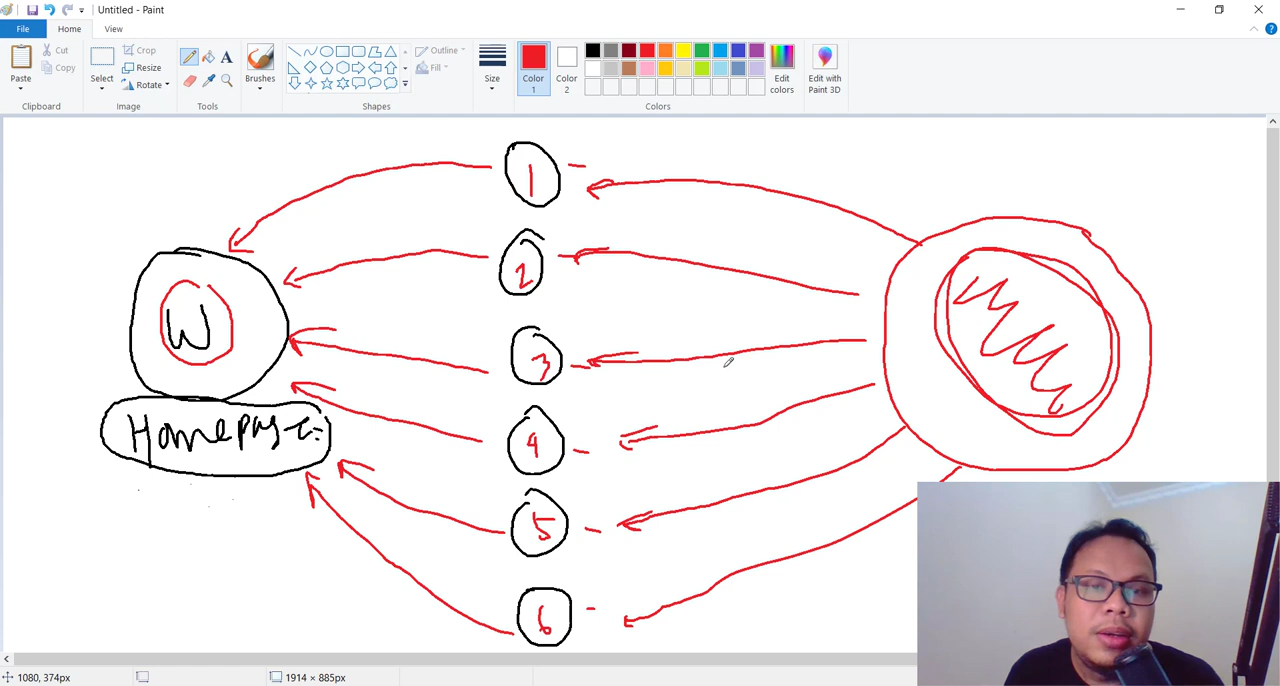 Untitled - Paint
File
Home
View
Paste
Cut
Copy
Clipboard
Select
Crop
Resize
Rotate
Image
Tools
Brushes
Shapes
Outline
Fill
Size
Color
1
Color
2
Colors
Edit
colors
Edit with
Paint 3D
1
2
3
4
5
6
W
Homepage
1080, 374px
1914 × 885px